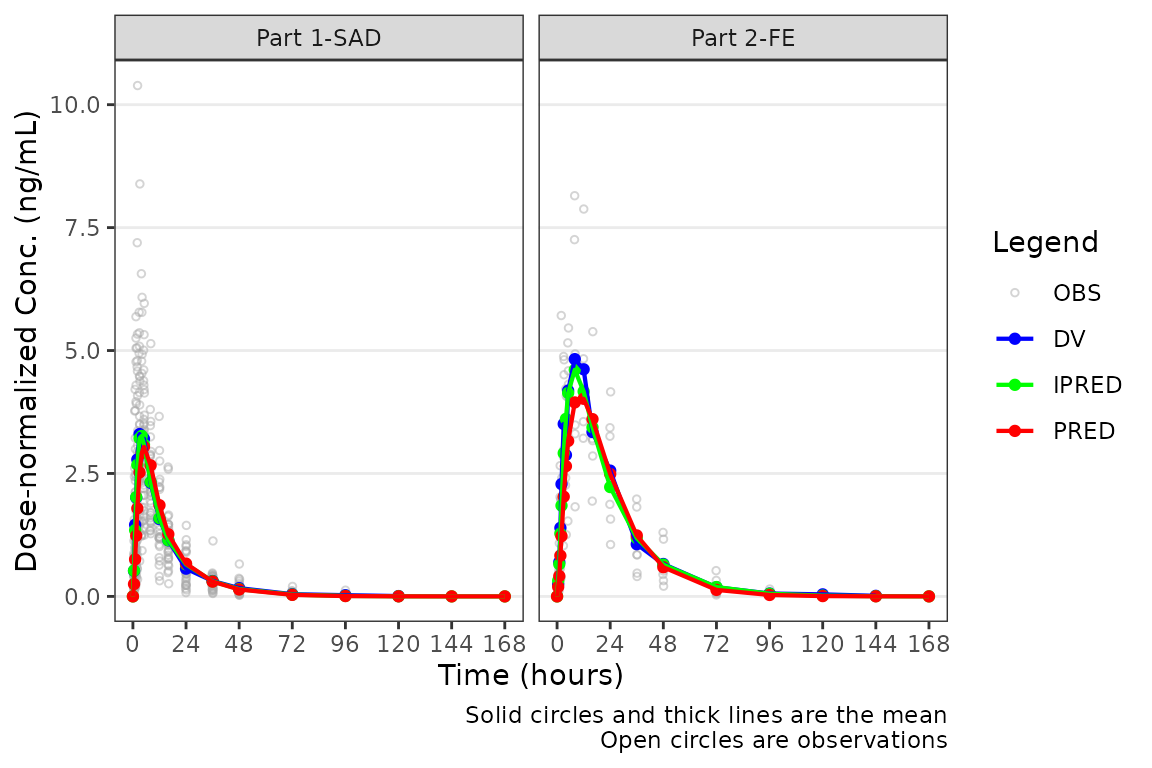 Part 1-SAD
Part 2-FE
Dose-normalized Conc. (ng/mL)
10.0
7.5
5.0
2.5
0.0
0 24 48 72 96 120 144 168
0 24 48 72 96 120 144 168
Time (hours)
Legend
OBS
DV
IPRED
PRED
Solid circles and thick lines are the mean
Open circles are observations